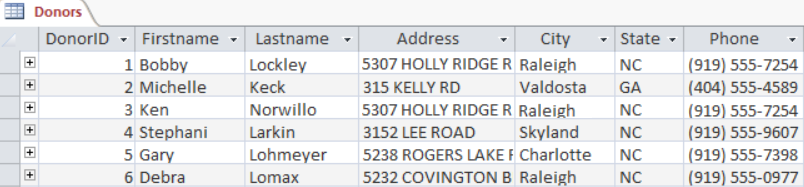 Donors
DonorID Firstname Lastname Address City State Phone
1 Bobby Lockley 5307 HOLLY RIDGE R Raleigh NC (919) 555-7254
2 Michelle Keck 315 KELLY RD Valdosta GA (404) 555-4589
3 Ken Norwillo 5307 HOLLY RIDGE R Raleigh NC (919) 555-7254
4 Stephani Larkin 3152 LEE ROAD Skyland NC (919) 555-9607
5 Gary Lohmeyer 5238 ROGERS LAKE F Charlotte NC (919) 555-7398
6 Debra Lomax 5232 COVINGTON B Raleigh NC (919) 555-0977